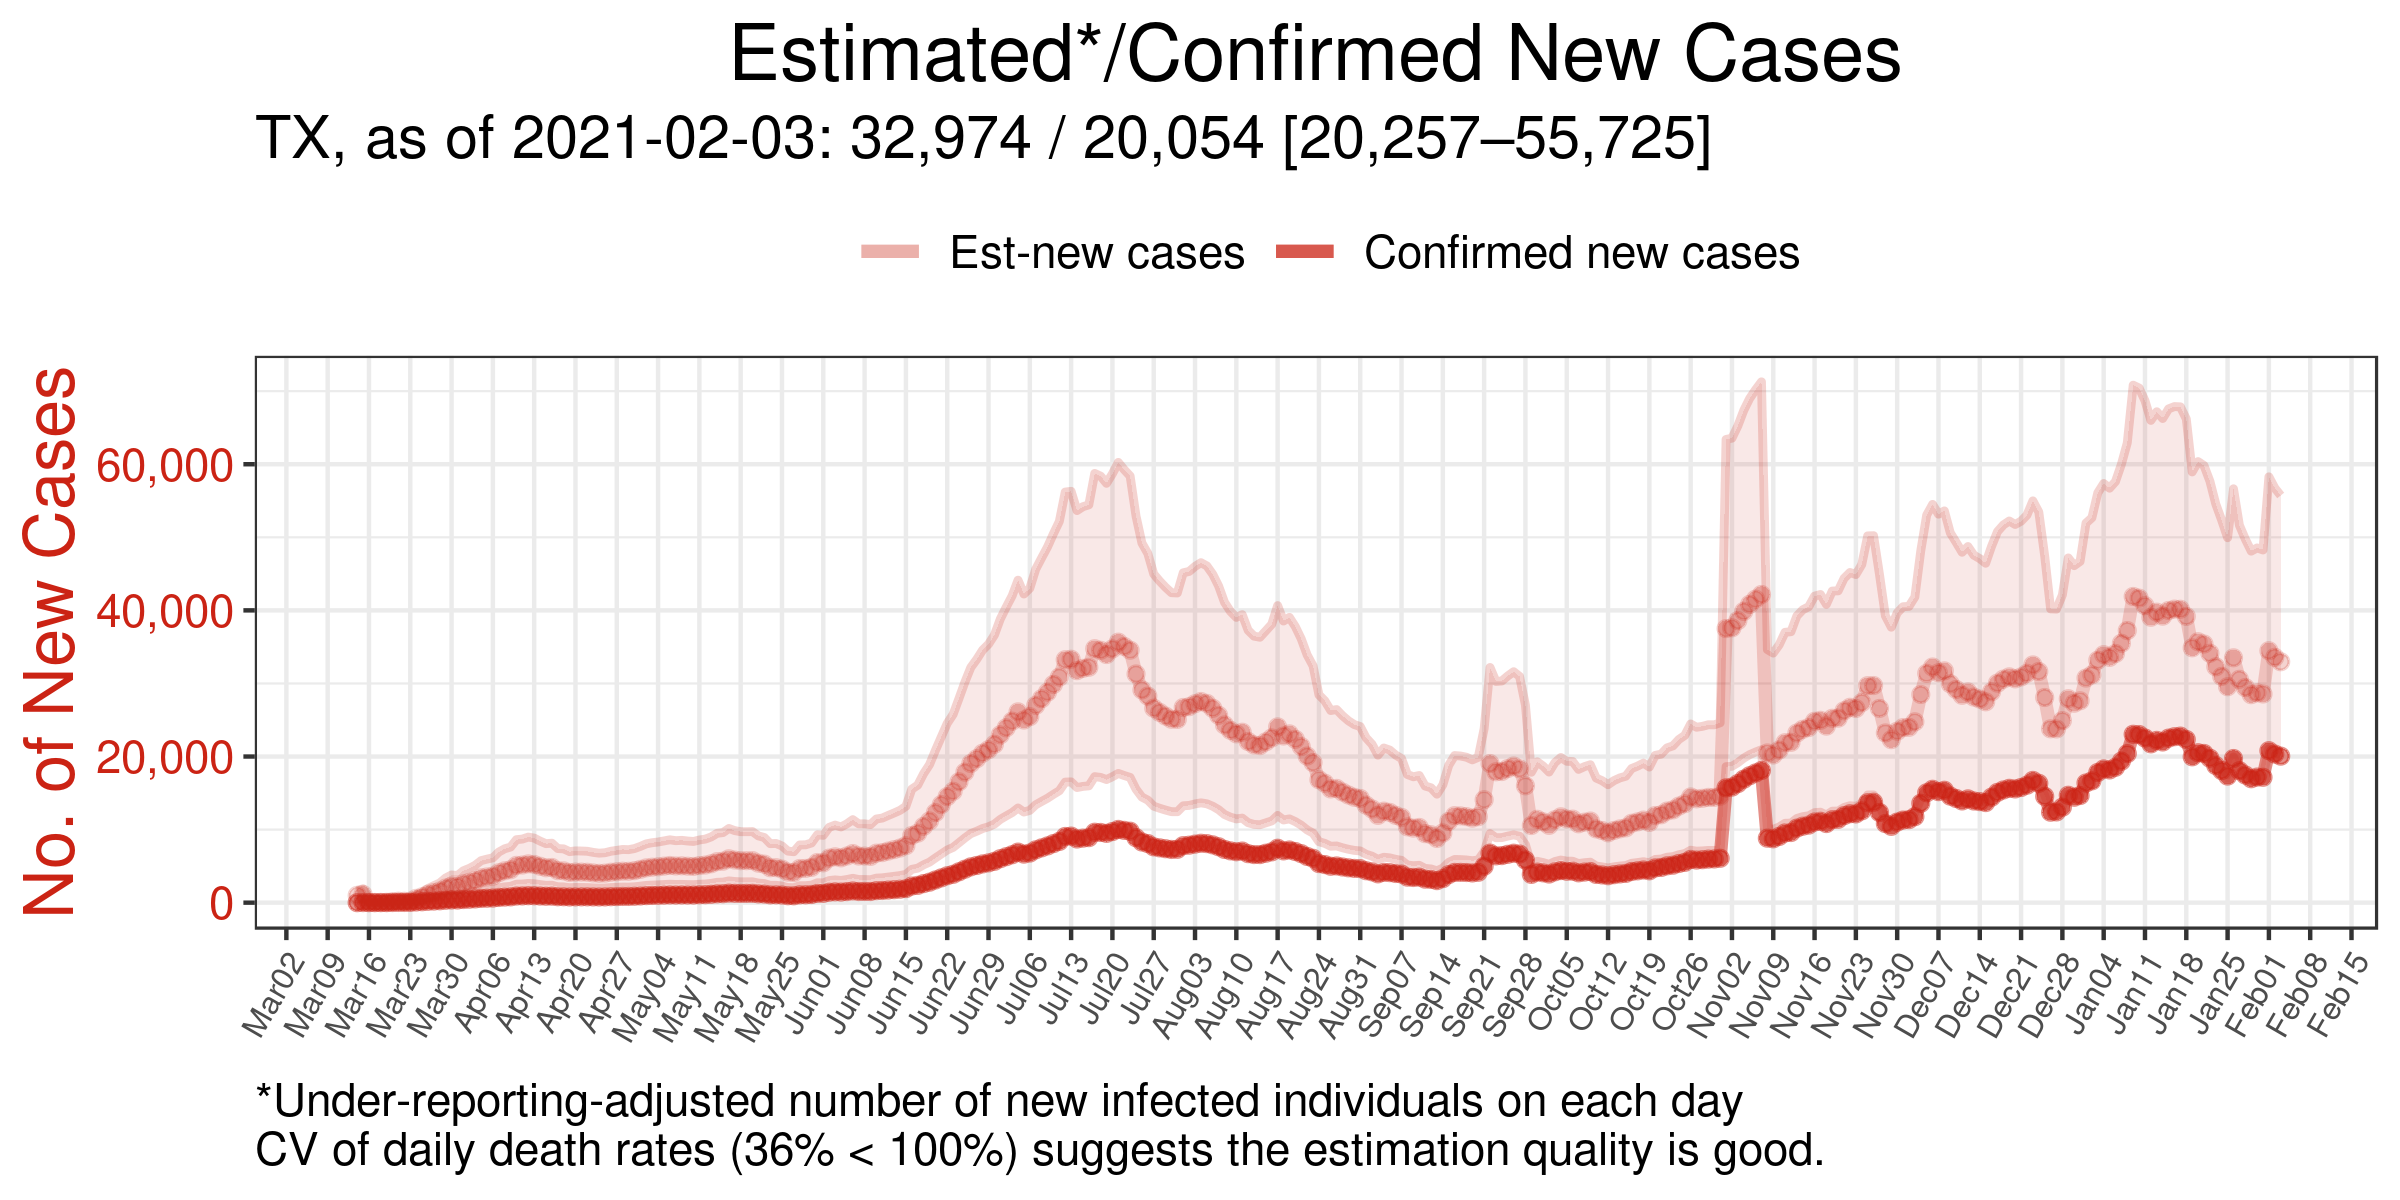 Estimated*/Confirmed New Cases
TX, as of 2021-02-03: 32,974 / 20,054 [20,257–55,725]
Est-new cases Confirmed new cases
No. of New Cases
60,000
40,000
20,000
0
Mar02 Mar09 Mar16 Mar23 Mar30 Apr06 Apr13 Apr20 Apr27 May04 May11 May18 May25 Jun01 Jun08 Jun15 Jun22 Jun29 Jul06 Jul13 Jul20 Jul27 Aug03 Aug10 Aug17 Aug24 Aug31 Sep07 Sep14 Sep21 Sep28 Oct05 Oct12 Oct19 Oct26 Nov02 Nov09 Nov16 Nov23 Nov30 Dec07 Dec14 Dec21 Dec28 Jan04 Jan11 Jan18 Jan25 Feb01 Feb08 Feb15
*Under-reporting-adjusted number of new infected individuals on each day
CV of daily death rates (36% < 100%) suggests the estimation quality is good.